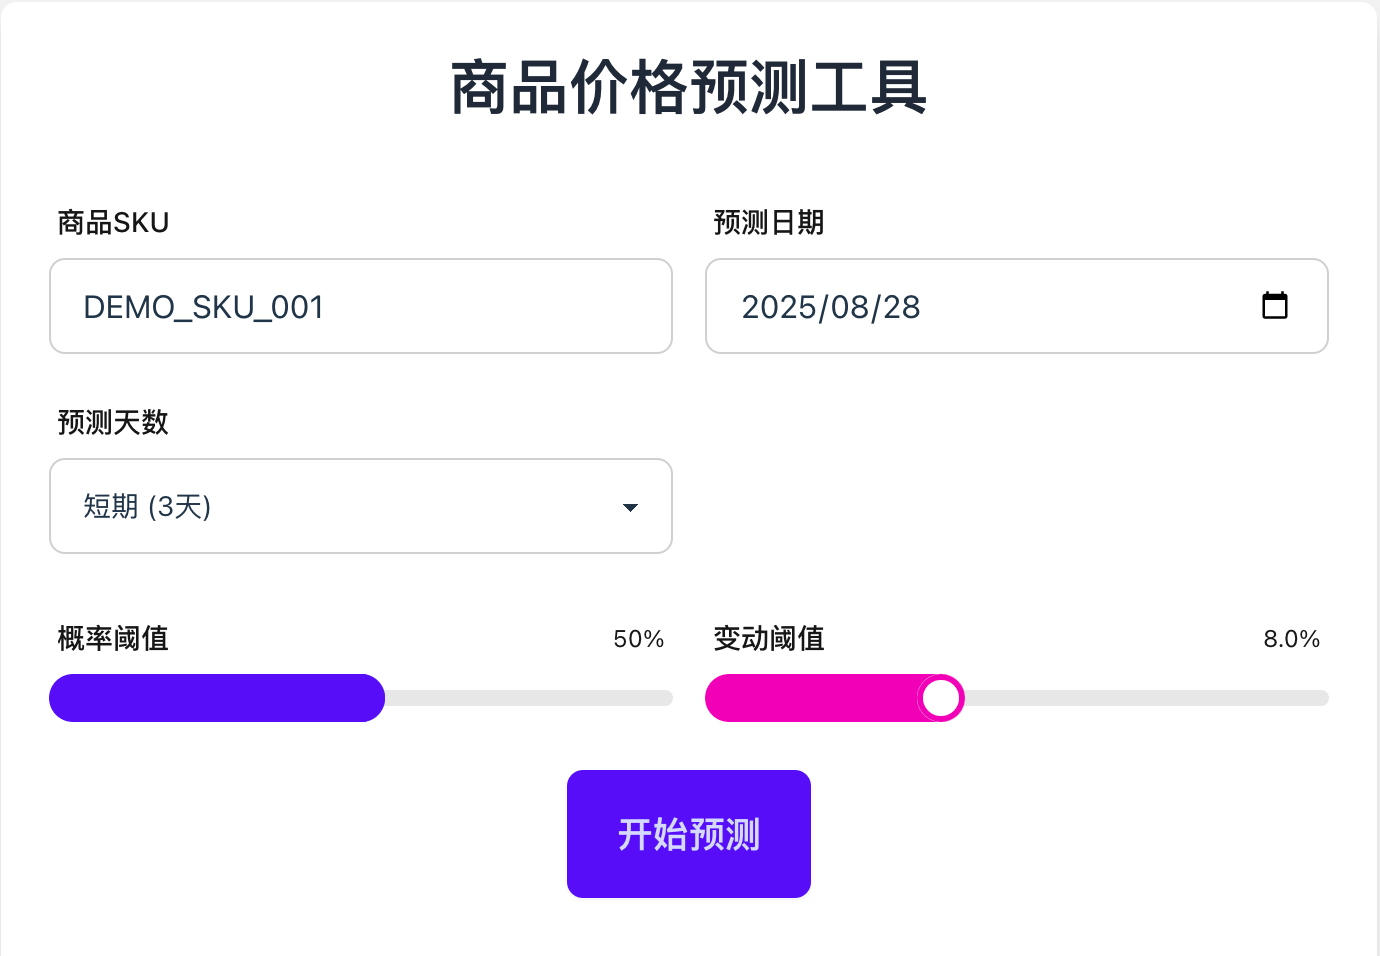 商品价格预测工具
商品SKU
预测日期
DEMO_SKU_001
2025/08/28
预测天数
短期 (3天)
概率阈值
50%
变动阈值
8.0%
开始预测